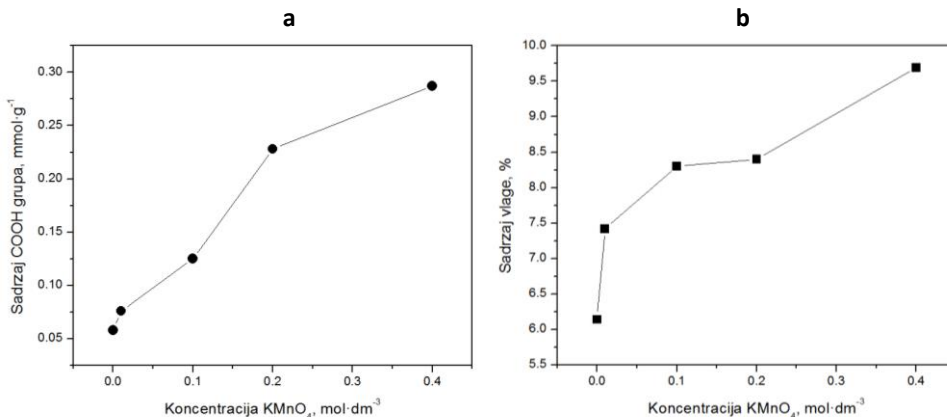 a
Sadrzaj COOH grupa, mmol·g⁻¹
0.30
0.25
0.20
0.15
0.10
0.05
0.0 0.1 0.2 0.3 0.4
Koncentracija KMnO₄, mol·dm⁻³
b
Sadrzaj vlage, %
10.0
9.5
9.0
8.5
8.0
7.5
7.0
6.5
6.0
5.5
0.0 0.1 0.2 0.3 0.4
Koncentracija KMnO₄, mol·dm⁻³